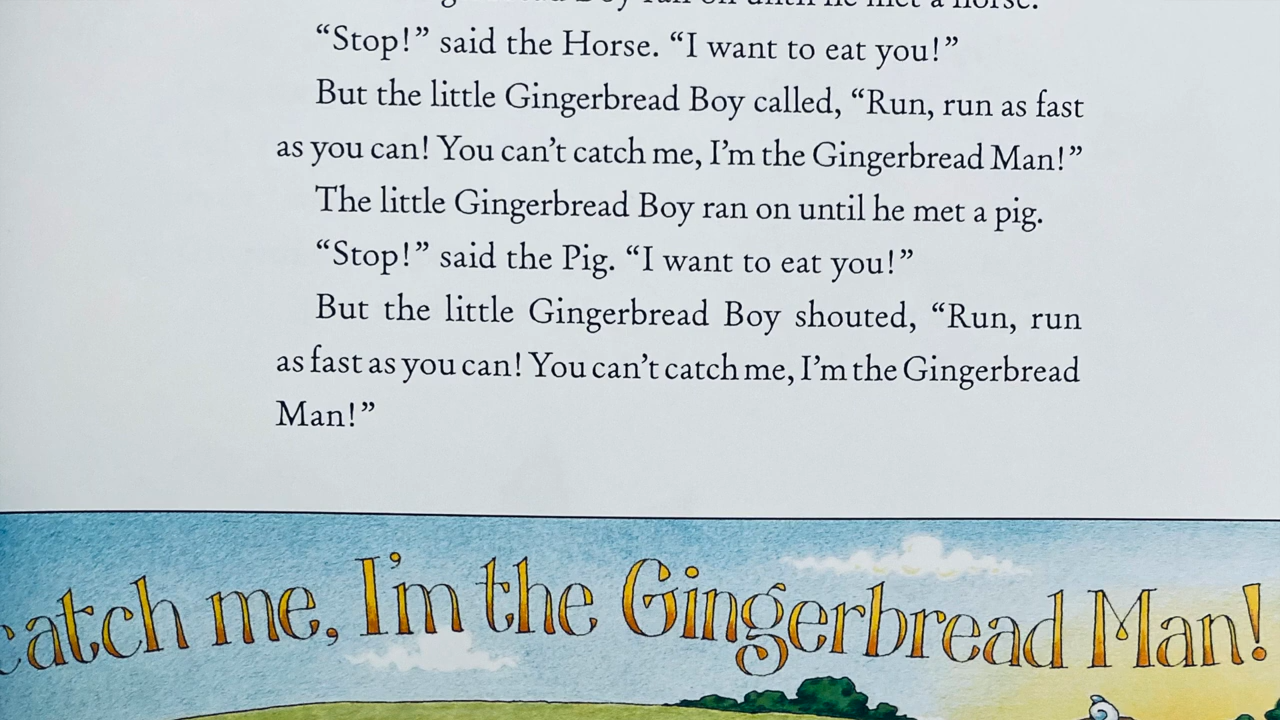 “Stop!” said the Horse. “I want to eat you!”
But the little Gingerbread Boy called, “Run, run as fast
as you can! You can’t catch me, I’m the Gingerbread Man!”
The little Gingerbread Boy ran on until he met a pig.
“Stop!” said the Pig. “I want to eat you!”
But the little Gingerbread Boy shouted, “Run, run
as fast as you can! You can’t catch me, I’m the Gingerbread
Man!”
catch me, I’m the Gingerbread Man!